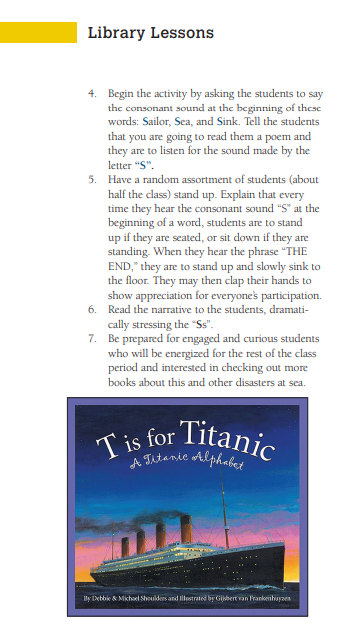 Library Lessons
4. Begin the activity by asking the students to say
the consonant sound at the beginning of these
words: Sailor, Sea, and Sink. Tell the students
that you are going to read them a poem and
they are to listen for the sound made by the
letter “S”.
5. Have a random assortment of students (about
half the class) stand up. Explain that every
time they hear the consonant sound “S” at the
beginning of a word, students are to stand
up if they are seated, or sit down if they are
standing. When they hear the phrase “THE
END,” they are to stand up and slowly sink to
the floor. They may then clap their hands to
show appreciation for everyone’s participation.
6. Read the narrative to the students, dramati-
cally stressing the “Ss”.
7. Be prepared for engaged and curious students
who will be energized for the rest of the class
period and interested in checking out more
books about this and other disasters at sea.
T is for Titanic
A Titanic Alphabet
By Debbie & Michael Shoulders and Illustrated by Gijsbert van Frankenhuyzen